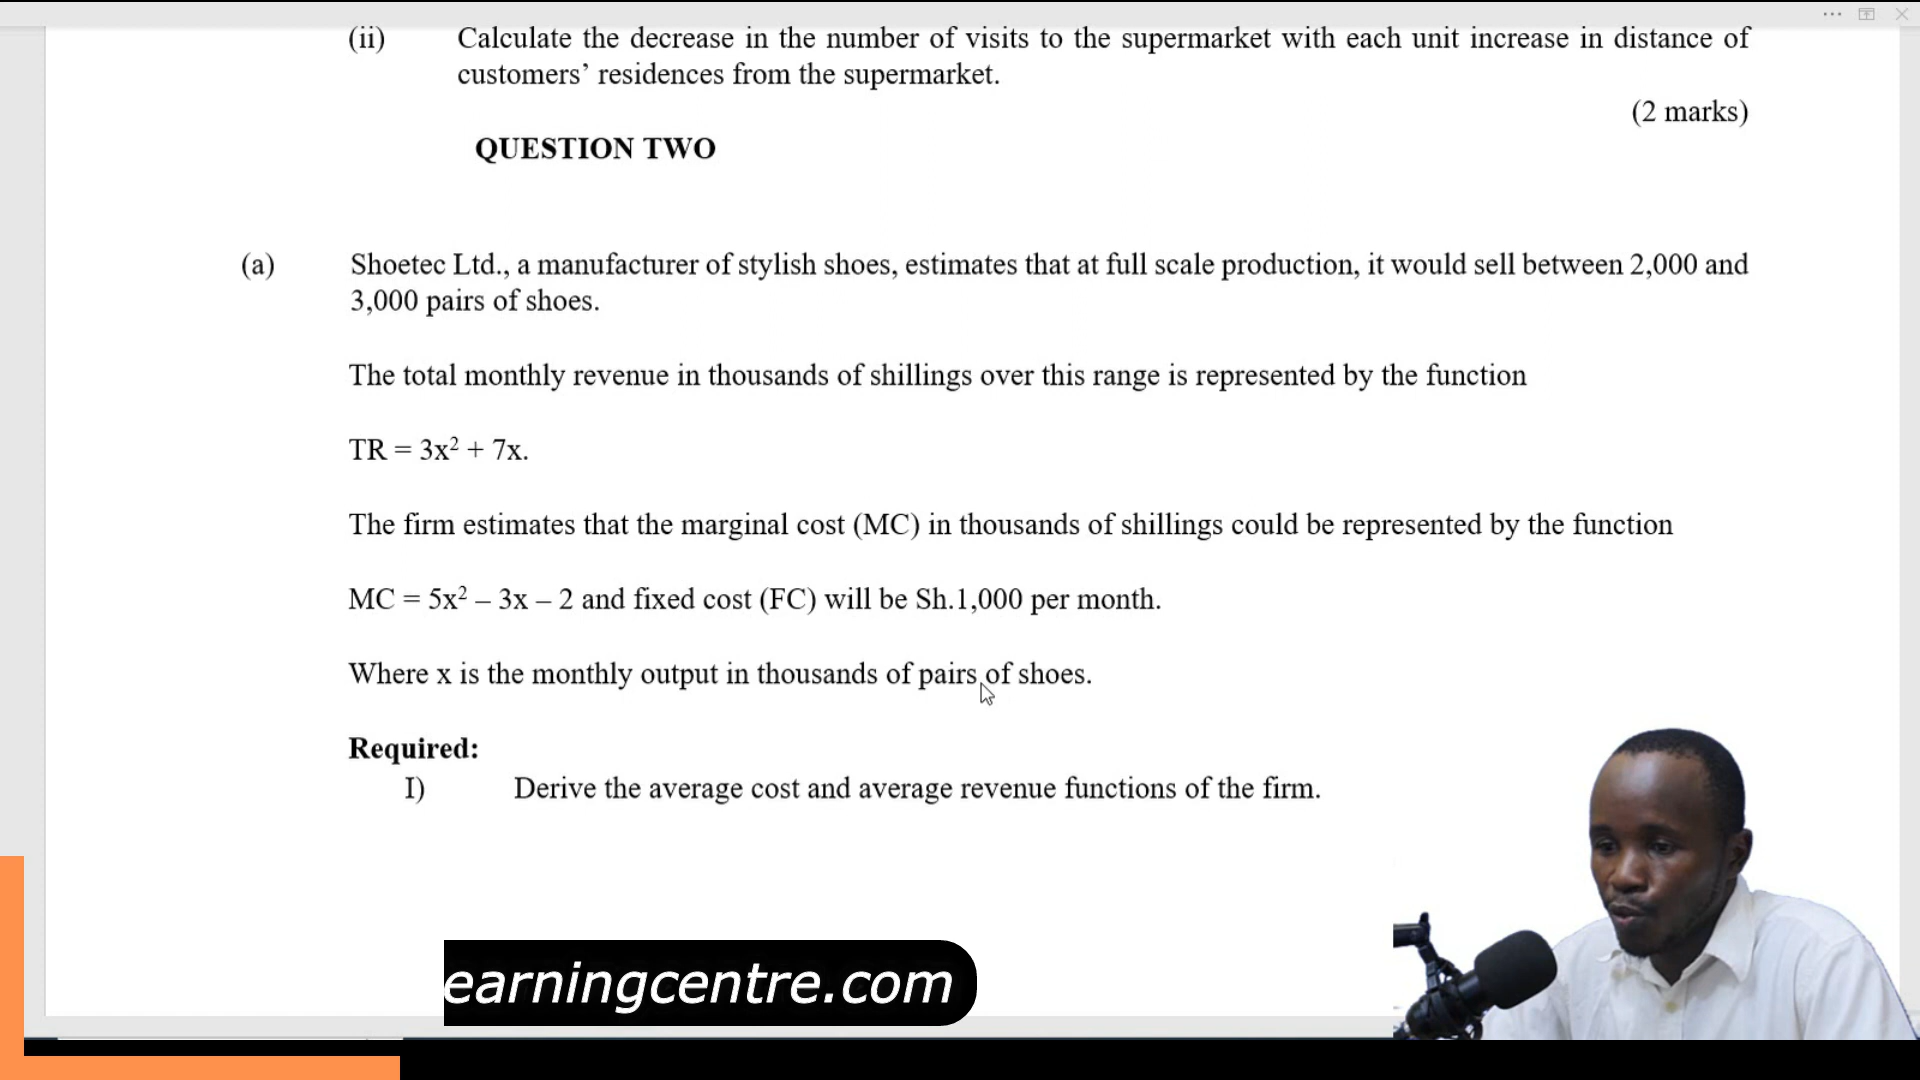 (ii) Calculate the decrease in the number of visits to the supermarket with each unit increase in distance of
customers’ residences from the supermarket.
(2 marks)
QUESTION TWO
(a) Shoetec Ltd., a manufacturer of stylish shoes, estimates that at full scale production, it would sell between 2,000 and
3,000 pairs of shoes.
The total monthly revenue in thousands of shillings over this range is represented by the function
TR = 3x² + 7x.
The firm estimates that the marginal cost (MC) in thousands of shillings could be represented by the function
MC = 5x² – 3x – 2 and fixed cost (FC) will be Sh.1,000 per month.
Where x is the monthly output in thousands of pairs of shoes.
Required:
I) Derive the average cost and average revenue functions of the firm.
earningcentre.com